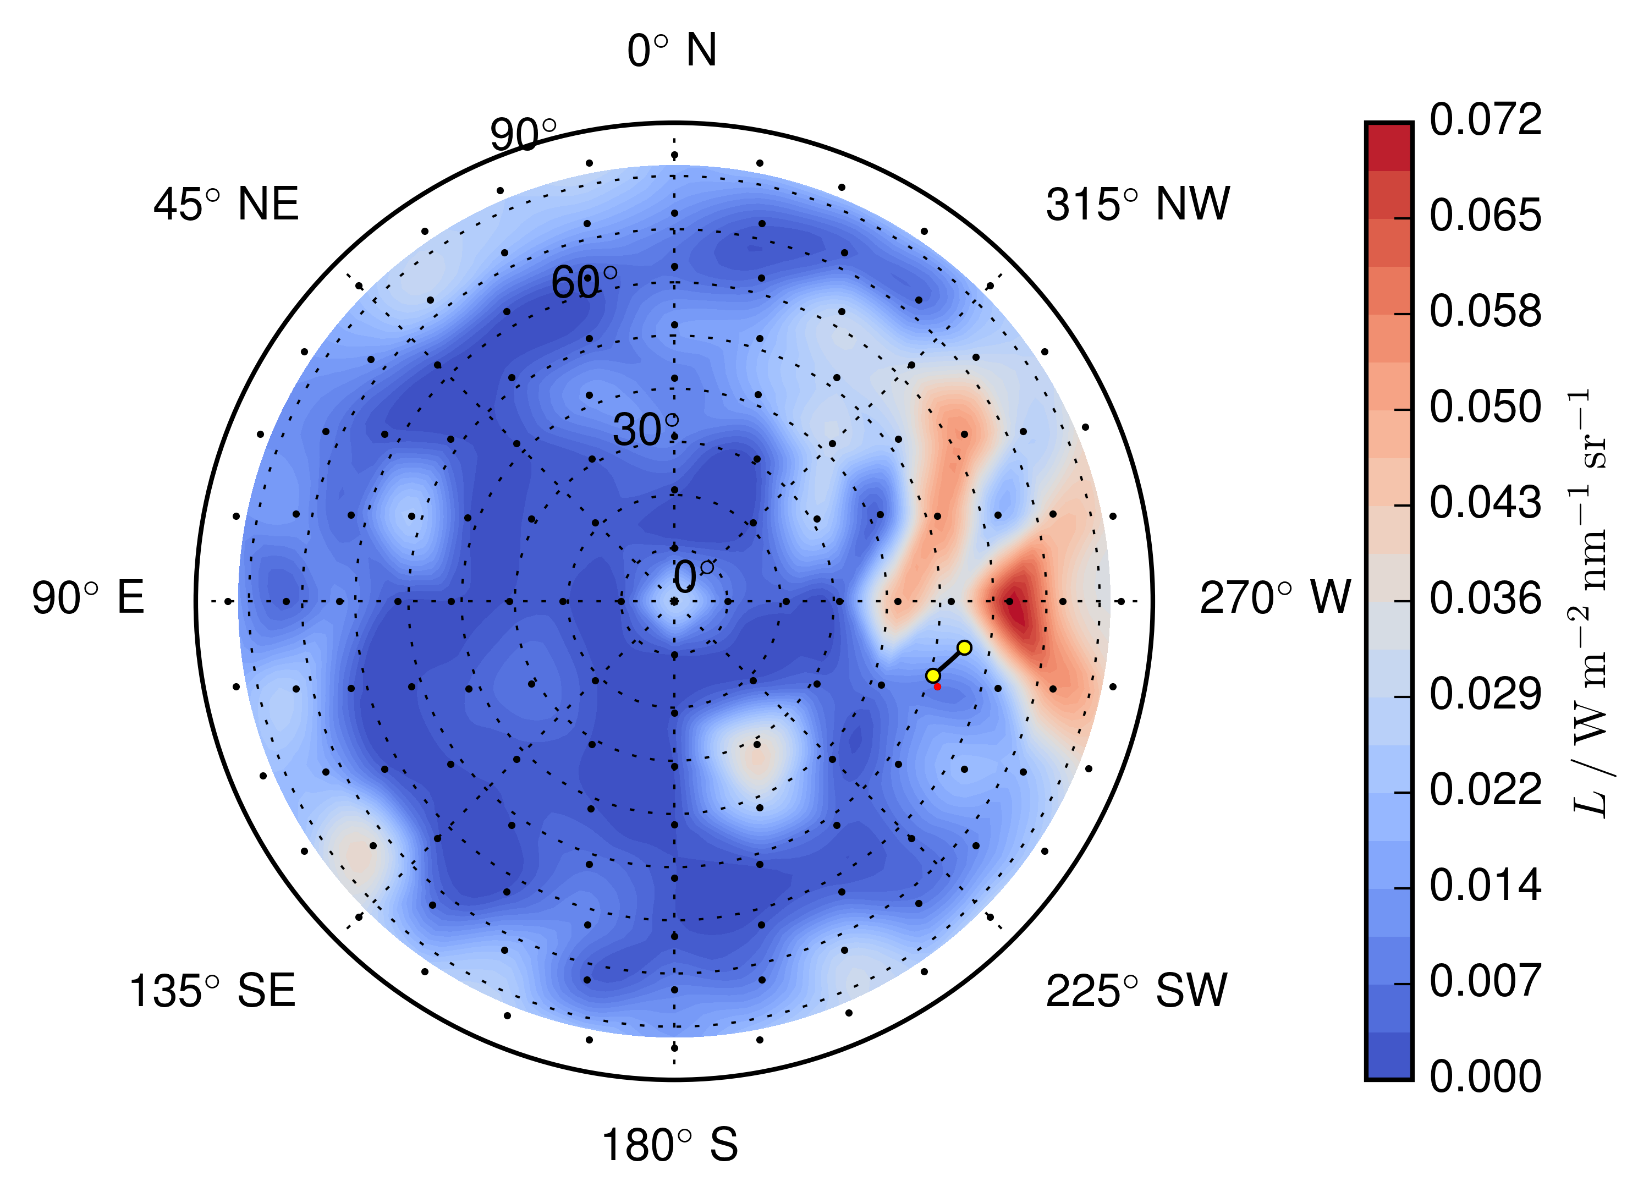 0° N
90°
45° NE
315° NW
60°
30°
0°
90° E
270° W
135° SE
225° SW
180° S
0.072
0.065
0.058
0.050
0.043
0.036
0.029
0.022
0.014
0.007
0.000
L / W m⁻² nm⁻¹ sr⁻¹